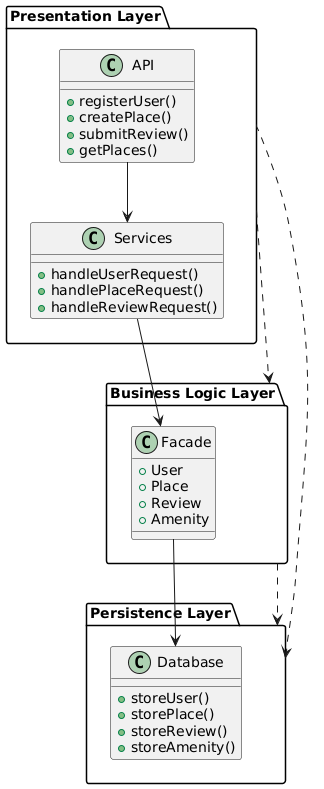 Presentation Layer
C API
registerUser()
createPlace()
submitReview()
getPlaces()
C Services
handleUserRequest()
handlePlaceRequest()
handleReviewRequest()
Business Logic Layer
C Facade
User
Place
Review
Amenity
Persistence Layer
C Database
storeUser()
storePlace()
storeReview()
storeAmenity()